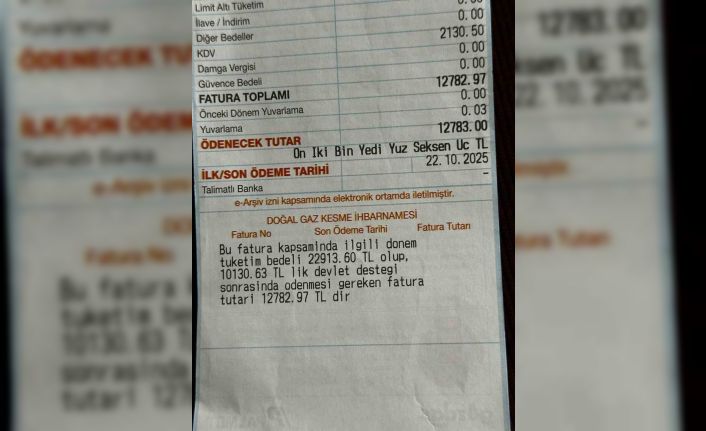 Limit Altı Tüketim 0.00
İlave / İndirim 0.00
Diğer Bedeller 0.00
KDV 2130.50
Damga Vergisi 0.00
Güvence Bedeli 0.00
FATURA TOPLAMI 12782.97
Önceki Dönem Yuvarlama 0.00
Yuvarlama 0.03
ÖDENECEK TUTAR 12783.00
On Iki Bin Yedi Yuz Seksen Uc TL
İLK/SON ÖDEME TARİHİ 22.10.2025
Talimatlı Banka -
e-Arşiv izni kapsamında elektronik ortamda iletilmiştir.
DOĞAL GAZ KESME İHBARNAMESİ
Fatura No Son Ödeme Tarihi Fatura Tutarı
Bu fatura kapsaminda ilgili donem
tuketim bedeli 22913.60 TL olup,
10130.63 TL lik devlet destegi
sonrasinda odenmesi gereken fatura
tutari 12782.97 TL dir